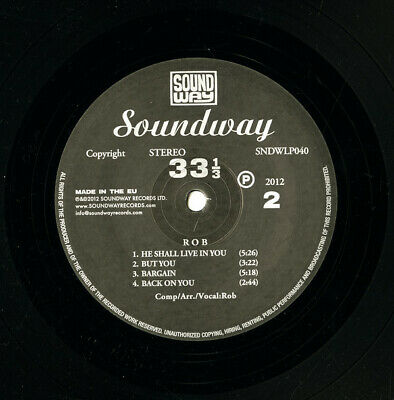 SOUND
WAY
Soundway
Copyright STEREO SNDWLP040
33 1/3
P 2012
MADE IN THE EU
℗&©2012 SOUNDWAY RECORDS LTD.
www.SOUNDWAYRECORDS.COM
info@soundwayrecords.com
2
ROB
1. HE SHALL LIVE IN YOU (5:26)
2. BUT YOU (3:22)
3. BARGAIN (5:18)
4. BACK ON YOU (2:44)
Comp/Arr./Vocal:Rob
ALL RIGHTS OF THE PRODUCER AND OF THE OWNER OF THE RECORDED WORK RESERVED. UNAUTHORIZED COPYING, HIRING, RENTING, PUBLIC PERFORMANCE AND BROADCASTING OF THIS RECORD PROHIBITED.